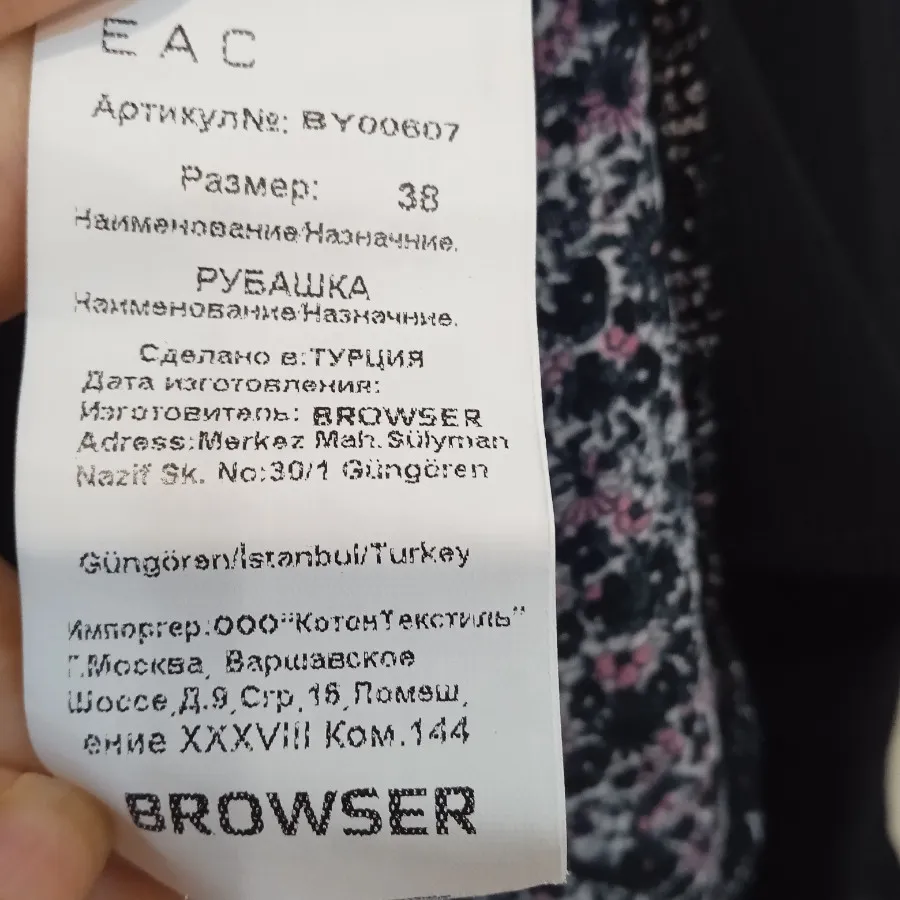 EAC
Артикул№: BY00607
Размер: 38
Наименование/Назначние.
РУБАШКА
Наименование/Назначние.
Сделано в:ТУРЦИЯ
Дата изготовления:
Изготовитель: BROWSER
Adress:Merkez Mah. Sülyman
Nazif Sk. No:30/1 Güngören
Güngören/İstanbul/Turkey
Импортер:ООО"КотонТекстиль"
Г.Москва, Варшавское
Шоссе,Д.9,Стр,16,Помещ,
ение XXXVIII Ком.144
BROWSER